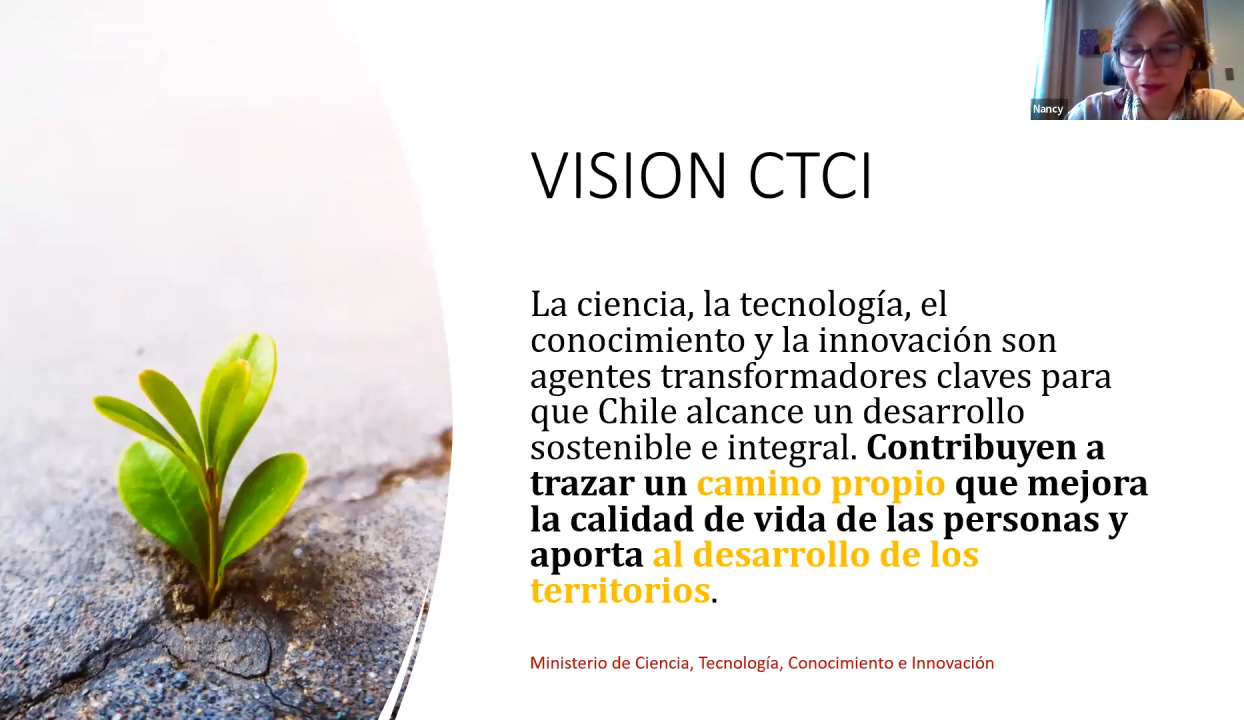 Nancy
VISION CTCI
La ciencia, la tecnología, el
conocimiento y la innovación son
agentes transformadores claves para
que Chile alcance un desarrollo
sostenible e integral. Contribuyen a
trazar un camino propio que mejora
la calidad de vida de las personas y
aporta al desarrollo de los
territorios.
Ministerio de Ciencia, Tecnología, Conocimiento e Innovación